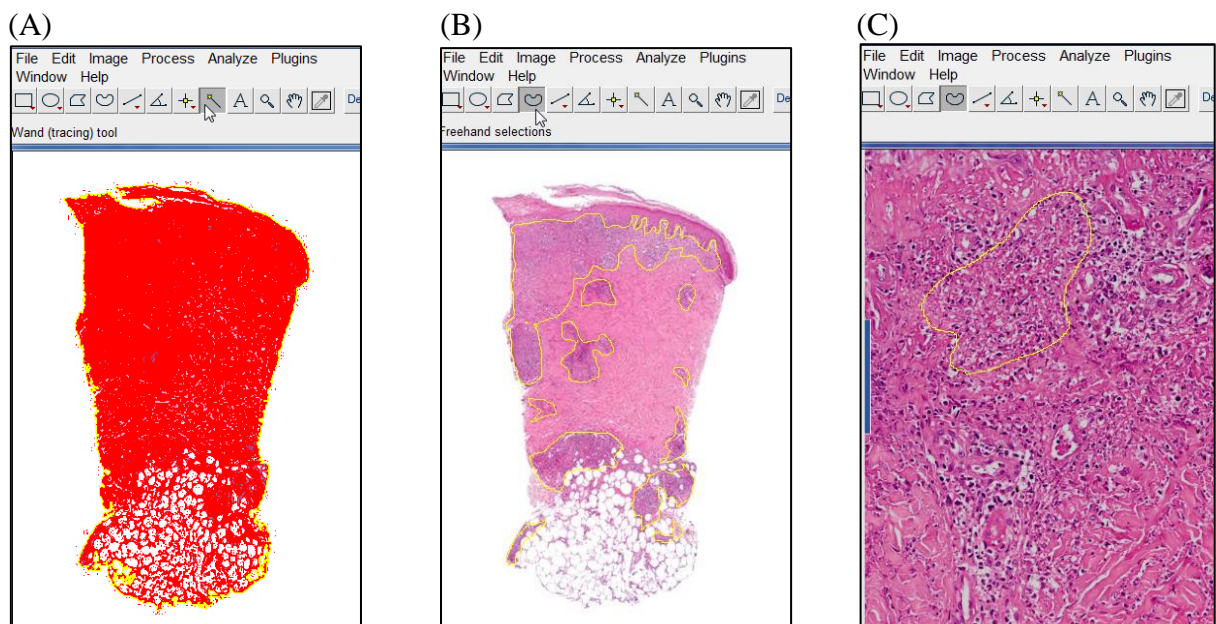 (A)
(B)
(C)
File Edit Image Process Analyze Plugins
Window Help
A
De
Wand (tracing) tool
File Edit Image Process Analyze Plugins
Window Help
A
De
Freehand selections
File Edit Image Process Analyze Plugins
Window Help
A
De